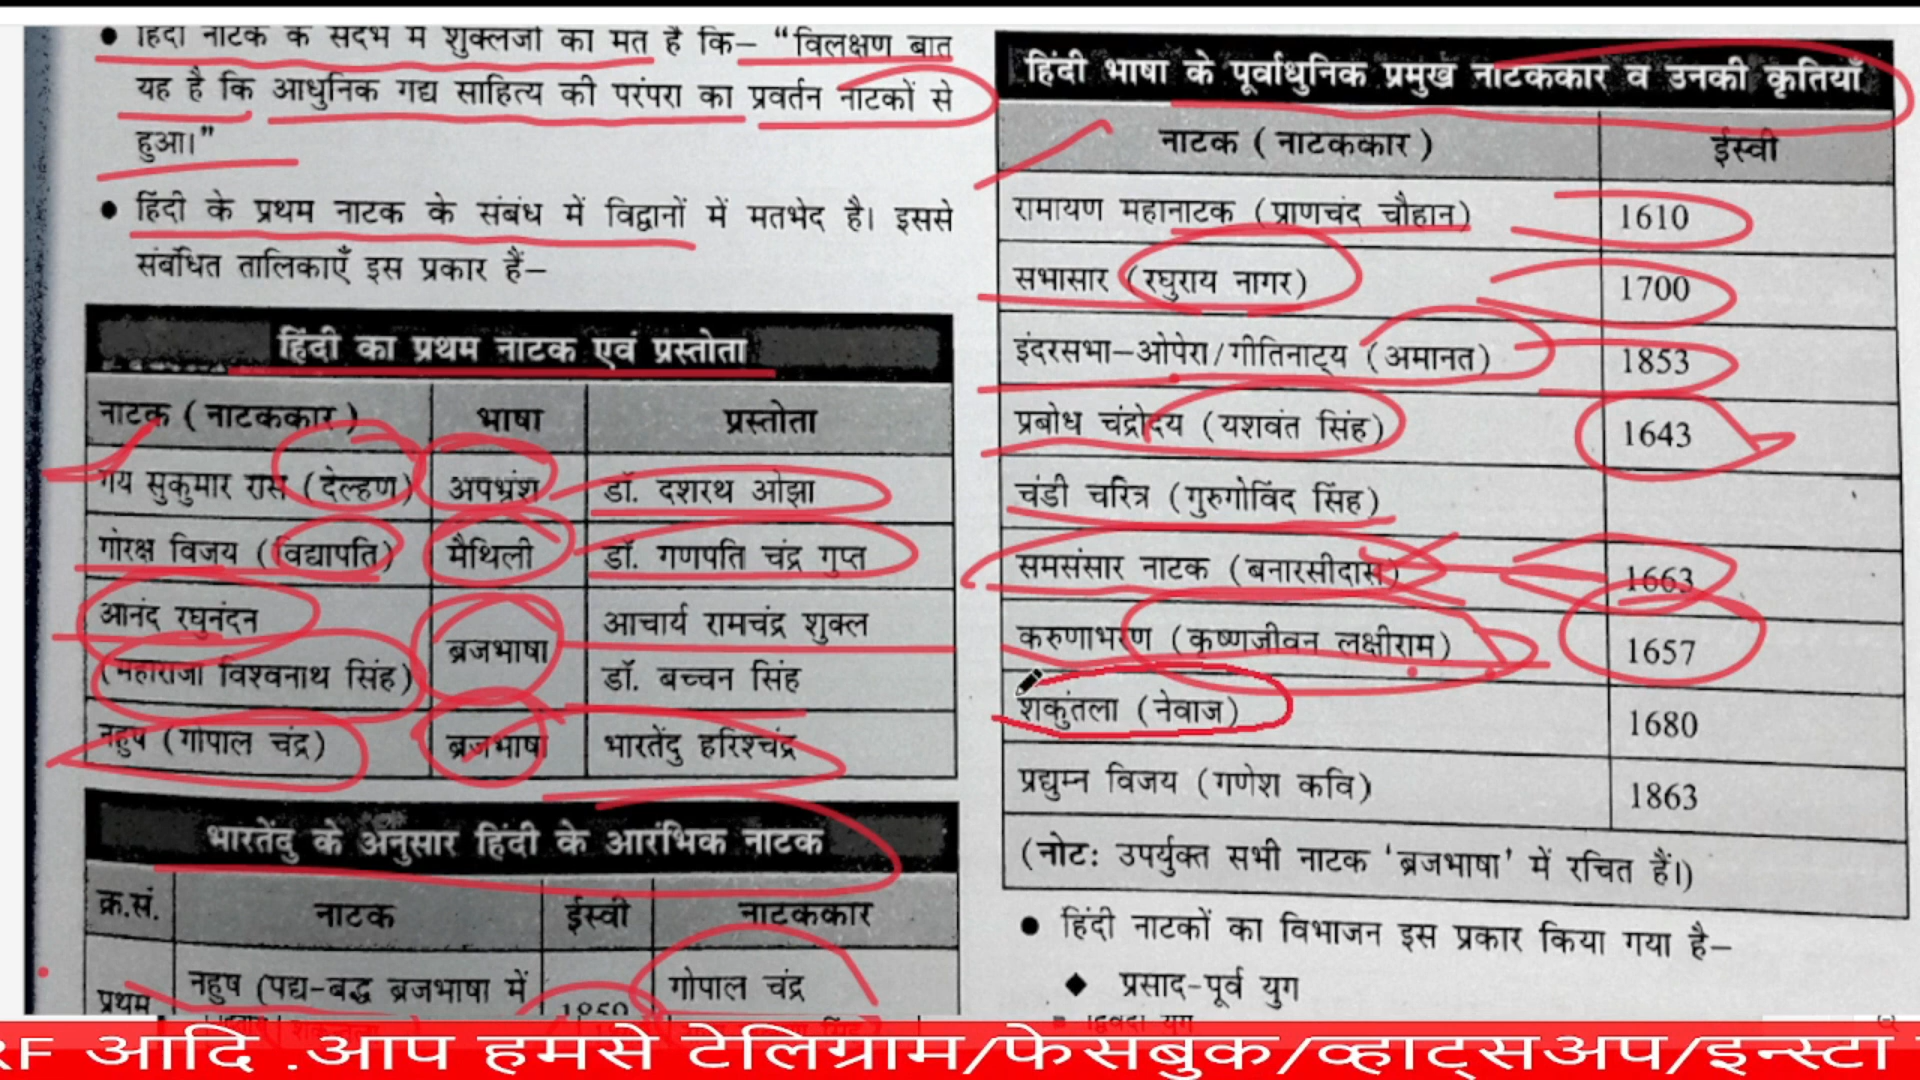 हिंदी नाटक के संदर्भ में शुक्लजी का मत है कि– “विलक्षण बात
यह है कि आधुनिक गद्य साहित्य की परंपरा का प्रवर्तन नाटकों से
हुआ।”
हिंदी के प्रथम नाटक के संबंध में विद्वानों में मतभेद है। इससे
संबंधित तालिकाएँ इस प्रकार हैं–
हिंदी का प्रथम नाटक एवं प्रस्तोता
नाटक (नाटककार) भाषा प्रस्तोता
गय सुकुमार रास (देल्हण) अपभ्रंश डॉ. दशरथ ओझा
गोरक्ष विजय (विद्यापति) मैथिली डॉ. गणपति चंद्र गुप्त
आनंद रघुनंदन
(महाराजा विश्वनाथ सिंह) ब्रजभाषा आचार्य रामचंद्र शुक्ल
डॉ. बच्चन सिंह
नहुष (गोपाल चंद्र) ब्रजभाषा भारतेंदु हरिश्चंद्र
भारतेंदु के अनुसार हिंदी के आरंभिक नाटक
क्र.सं. नाटक ईस्वी नाटककार
प्रथम नहुष (पद्य-बद्ध ब्रजभाषा में 1859 गोपाल चंद्र
हिंदी भाषा के पूर्वाधुनिक प्रमुख नाटककार व उनकी कृतियाँ
नाटक (नाटककार) ईस्वी
रामायण महानाटक (प्राणचंद चौहान) 1610
सभासार (रघुराय नागर) 1700
इंदरसभा–ओपेरा/गीतिनाट्य (अमानत) 1853
प्रबोध चंद्रोदय (यशवंत सिंह) 1643
चंडी चरित्र (गुरुगोविंद सिंह)
समसंसार नाटक (बनारसीदास) 1663
करुणाभरण (कृष्णजीवन लक्षीराम) 1657
शकुंतला (नेवाज) 1680
प्रद्युम्न विजय (गणेश कवि) 1863
(नोट: उपर्युक्त सभी नाटक ‘ब्रजभाषा’ में रचित हैं।)
हिंदी नाटकों का विभाजन इस प्रकार किया गया है–
प्रसाद-पूर्व युग
RF आदि .आप हमसे टेलिग्राम/फेसबुक/व्हाट्सअप/इन्स्टा